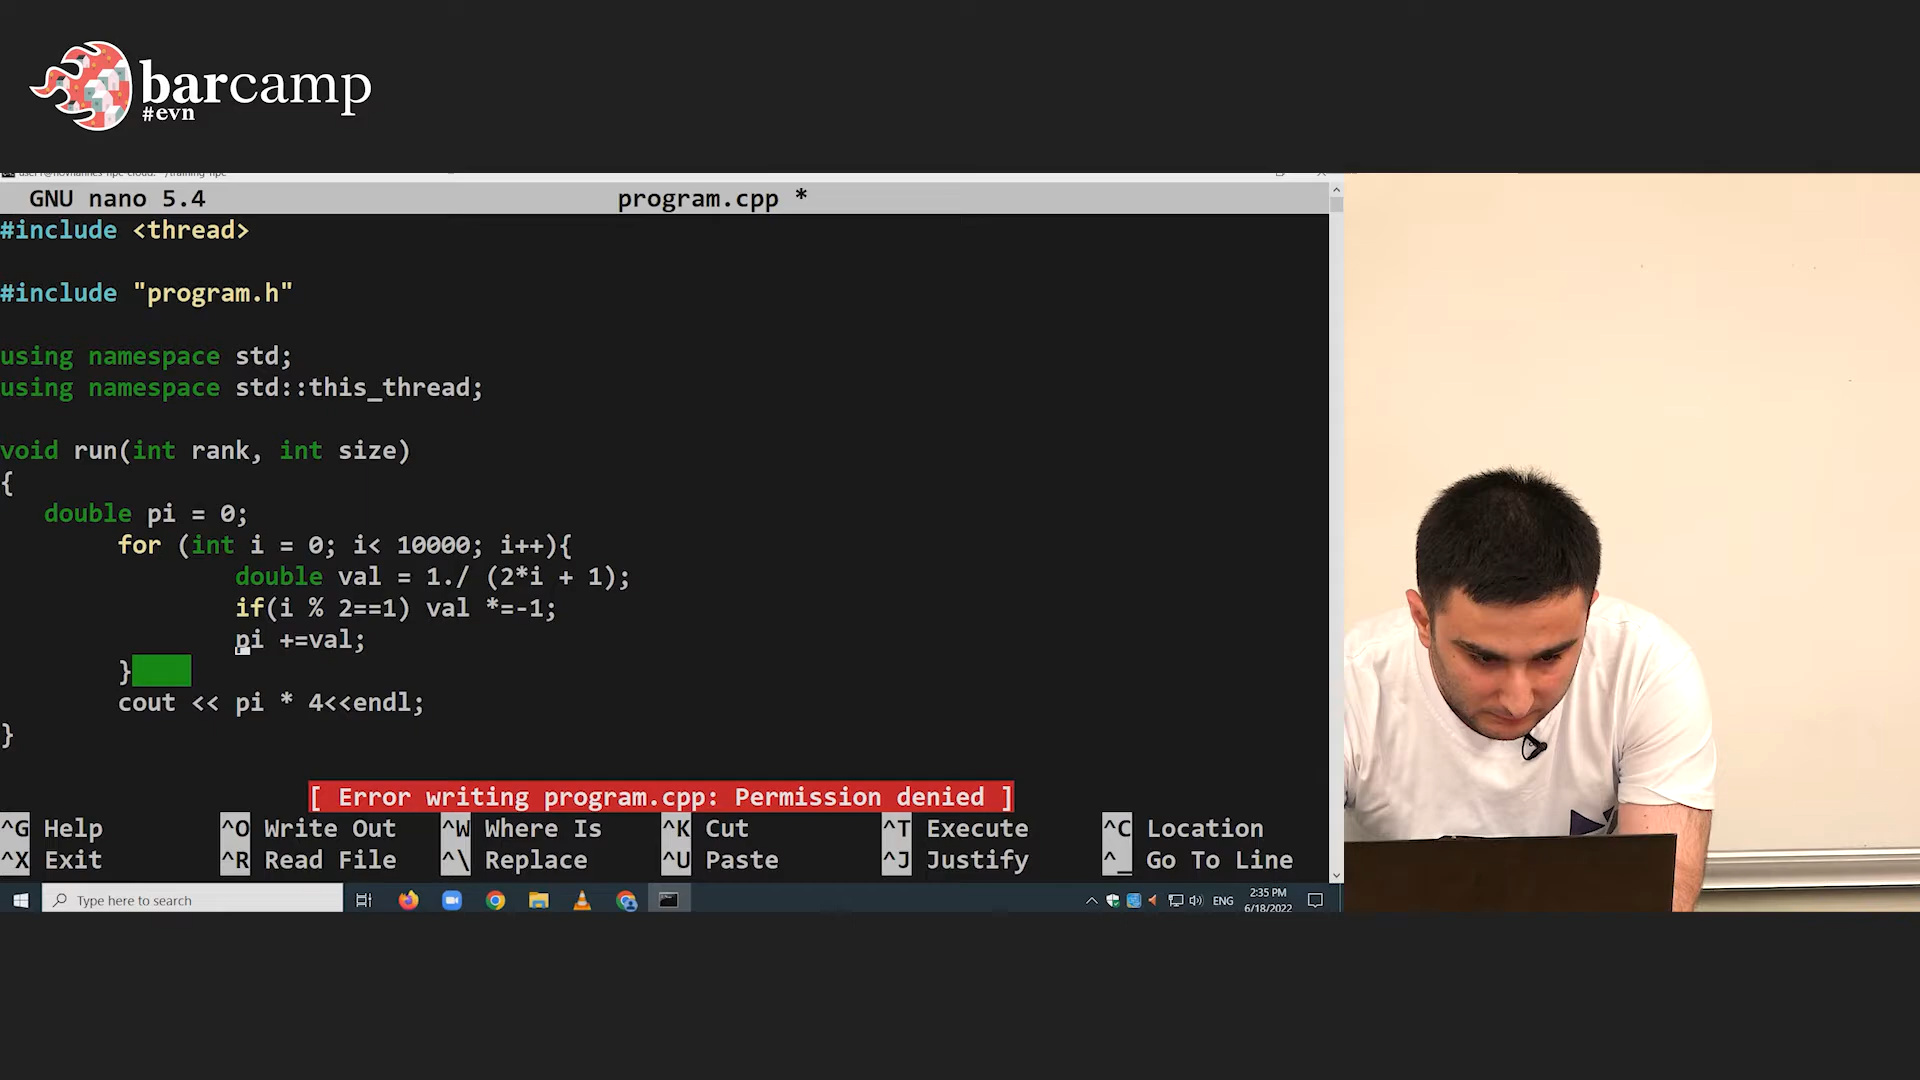 barcamp
#evn
GNU nano 5.4 program.cpp *
#include <thread>
#include "program.h"
using namespace std;
using namespace std::this_thread;
void run(int rank, int size)
{
double pi = 0;
for (int i = 0; i< 10000; i++){
double val = 1./ (2*i + 1);
if(i % 2==1) val *=-1;
pi +=val;
}
cout << pi * 4<<endl;
}
[ Error writing program.cpp: Permission denied ]
^G Help ^O Write Out ^W Where Is ^K Cut ^T Execute ^C Location
^X Exit ^R Read File ^\ Replace ^U Paste ^J Justify ^_ Go To Line
Type here to search
ENG
2:35 PM
6/18/2022